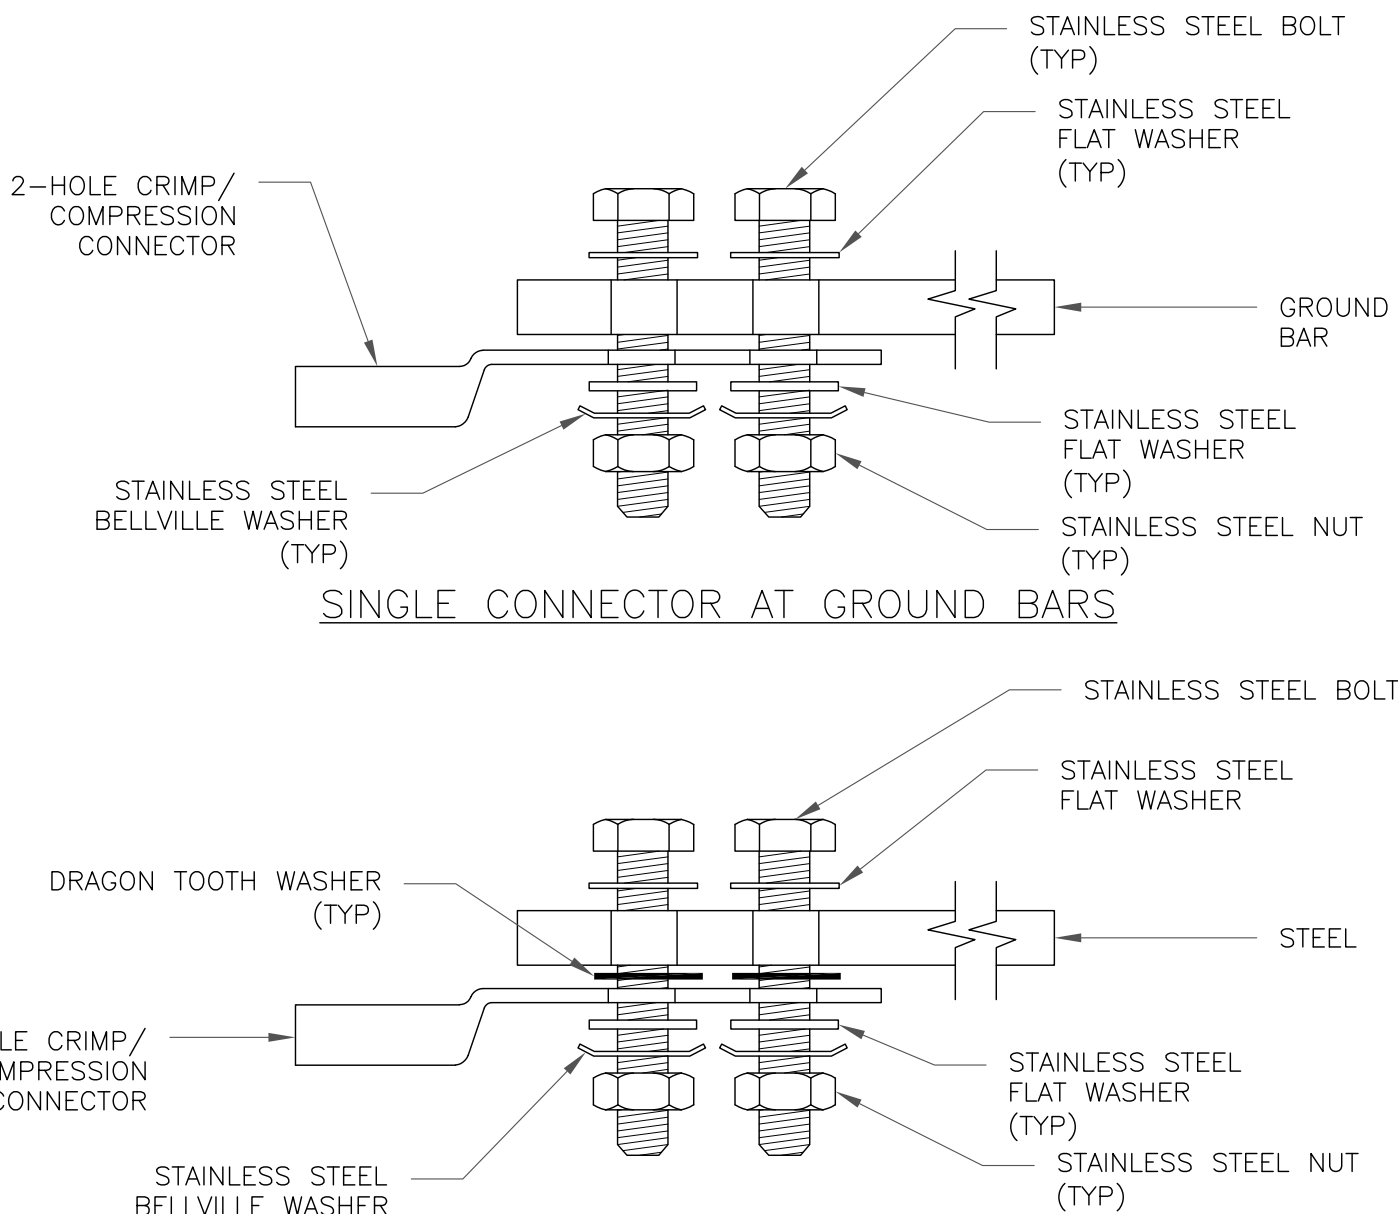 STAINLESS STEEL BOLT
(TYP)
STAINLESS STEEL
FLAT WASHER
(TYP)
2-HOLE CRIMP/
COMPRESSION
CONNECTOR
GROUND
BAR
STAINLESS STEEL
FLAT WASHER
(TYP)
STAINLESS STEEL
BELLVILLE WASHER
(TYP)
STAINLESS STEEL NUT
(TYP)
SINGLE CONNECTOR AT GROUND BARS
STAINLESS STEEL BOLT
STAINLESS STEEL
FLAT WASHER
DRAGON TOOTH WASHER
(TYP)
STEEL
CRIMP/
CONNECTOR
STAINLESS STEEL
FLAT WASHER
(TYP)
STAINLESS STEEL
BELLVILLE WASHER
STAINLESS STEEL NUT
(TYP)